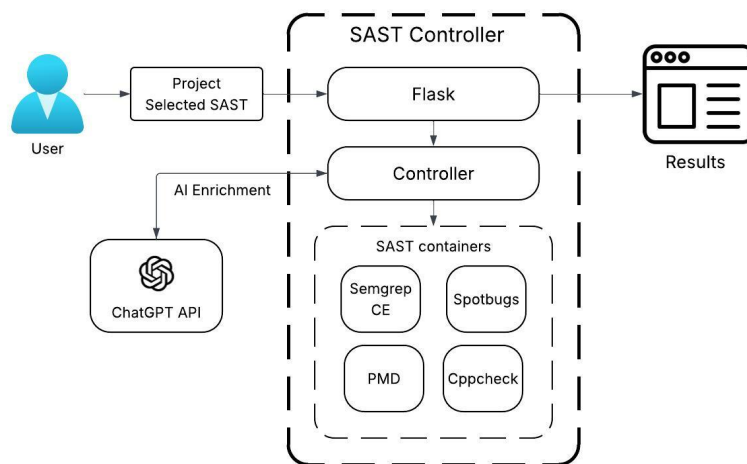 SAST Controller
Project
Selected SAST
Flask
User
Results
Controller
AI Enrichment
SAST containers
ChatGPT API
Semgrep
CE
Spotbugs
PMD
Cppcheck